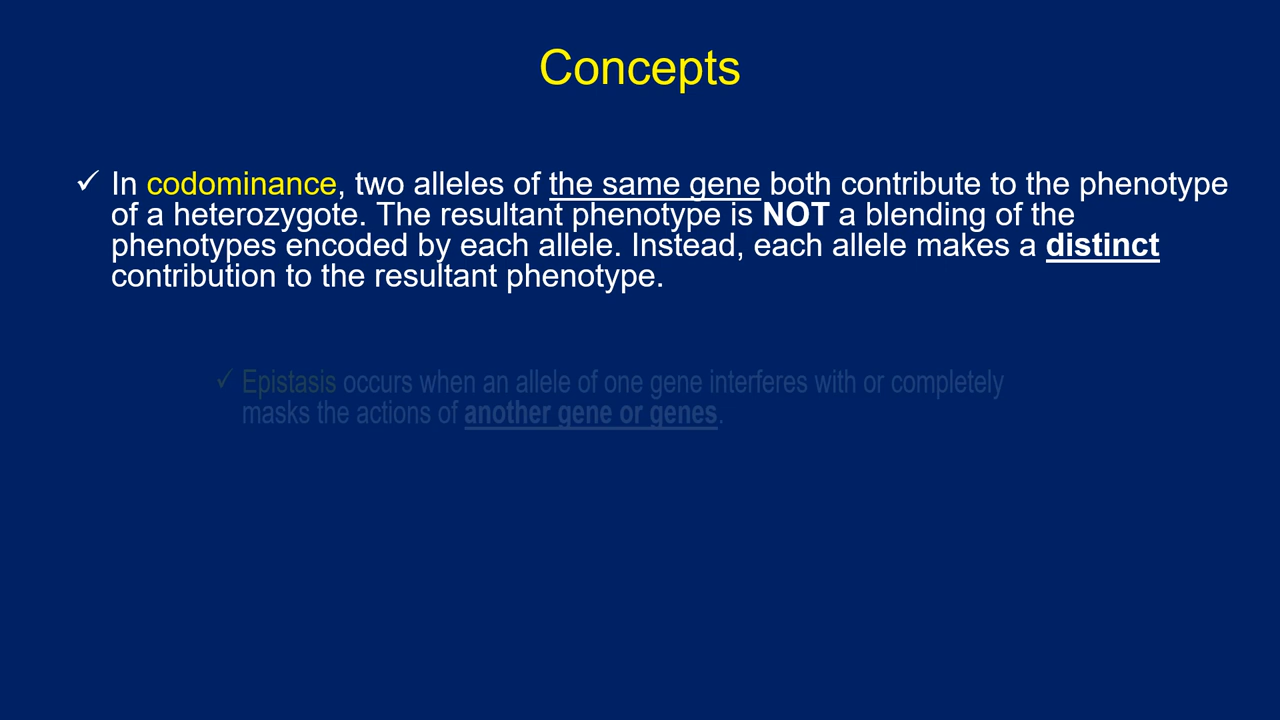 Concepts
✓ In codominance, two alleles of the same gene both contribute to the phenotype
of a heterozygote. The resultant phenotype is NOT a blending of the
phenotypes encoded by each allele. Instead, each allele makes a distinct
contribution to the resultant phenotype.
✓ Epistasis occurs when an allele of one gene interferes with or completely
masks the actions of another gene or genes.